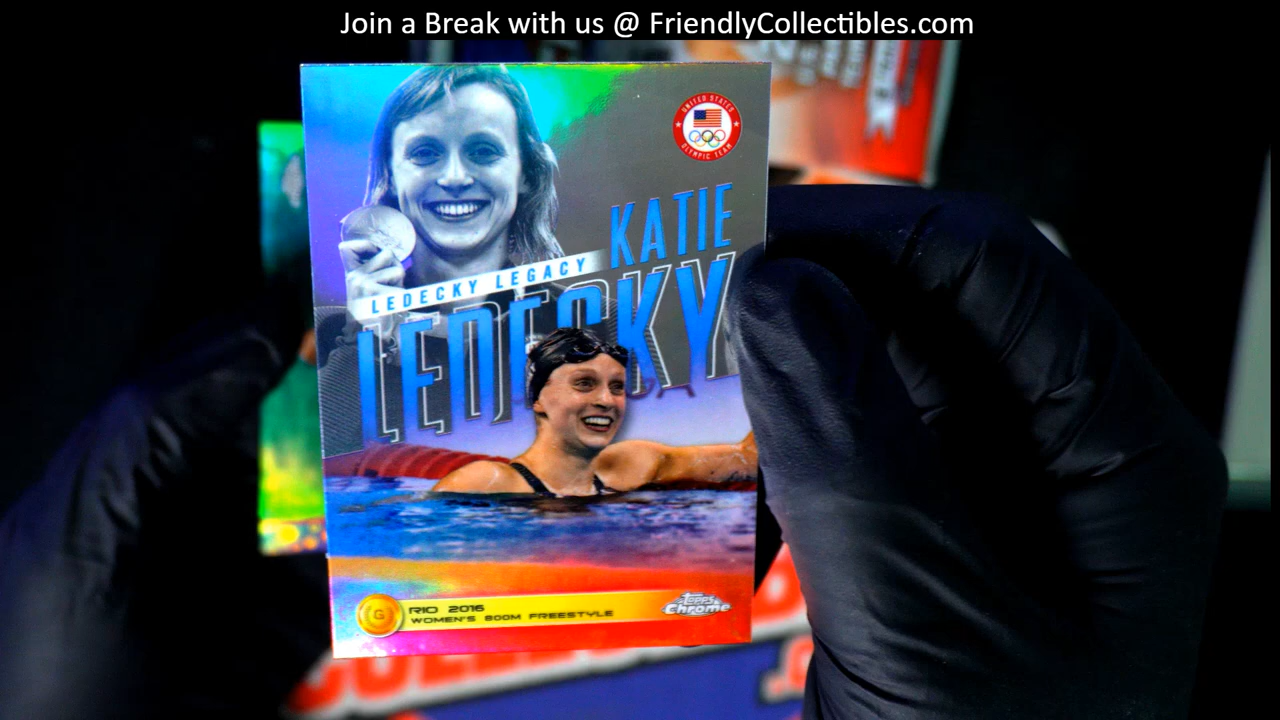 Join a Break with us @ FriendlyCollectibles.com
UNITED STATES
OLYMPIC TEAM
KATIE
LEDECKY LEGACY
LEDECKY
G
RIO 2016
WOMEN'S 800M FREESTYLE
Topps
Chrome